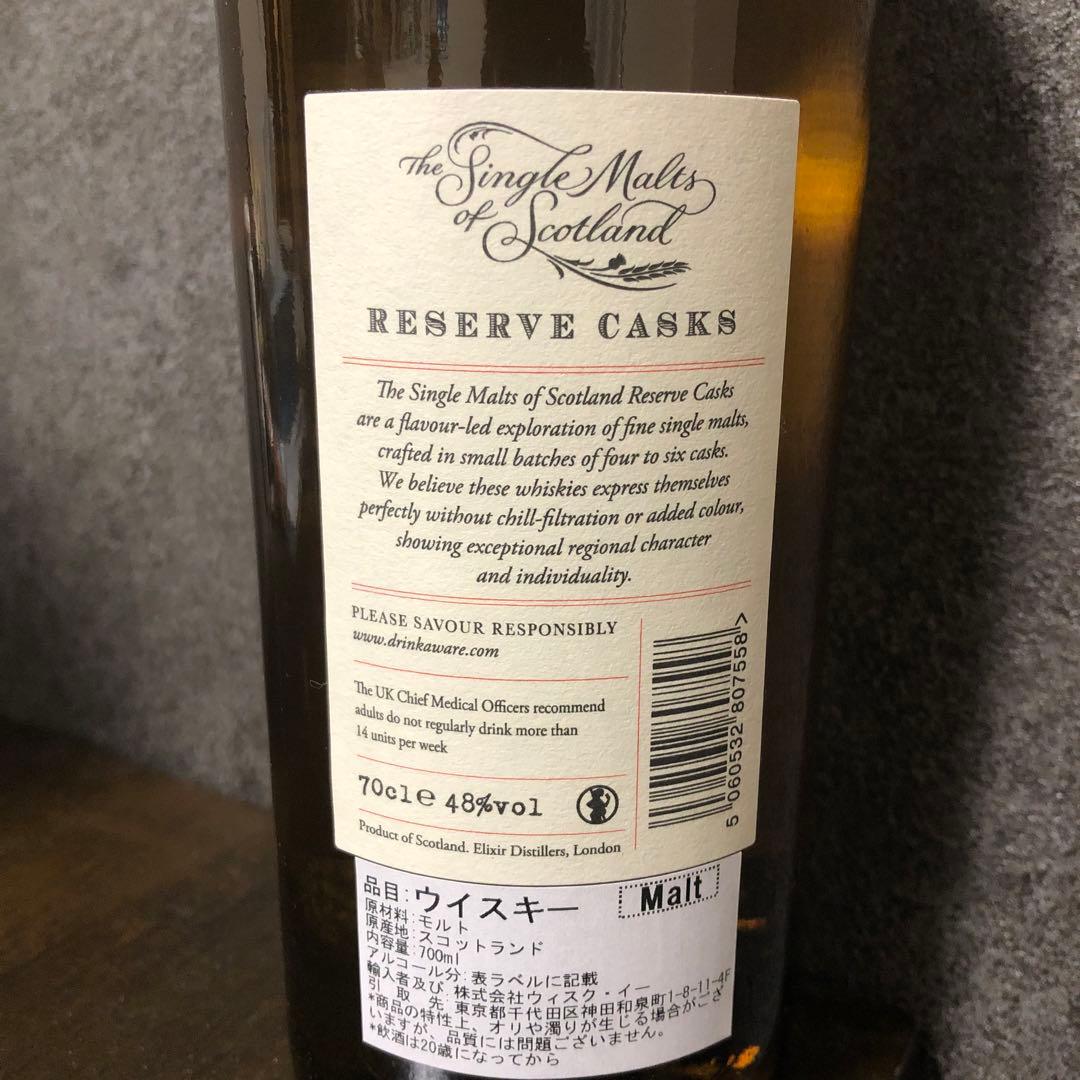 The Single Malts
of Scotland
RESERVE CASKS
The Single Malts of Scotland Reserve Casks
are a flavour-led exploration of fine single malts,
crafted in small batches of four to six casks.
We believe these whiskies express themselves
perfectly without chill-filtration or added colour,
showing exceptional regional character
and individuality.
PLEASE SAVOUR RESPONSIBLY
www.drinkaware.com
The UK Chief Medical Officers recommend
adults do not regularly drink more than
14 units per week
70cl e 48%vol
Product of Scotland. Elixir Distillers, London
5 060532 807558 >
品目:ウイスキー
Malt
原材料:モルト
原産地:スコットランド
内容量:700ml
アルコール分:表ラベルに記載
輸入者及び:株式会社ウィスク・イー
引 取 先:東京都千代田区神田和泉町1-8-11-4F
*商品の特性上、オリや濁りが生じる場合がござ
いますが、品質には問題ございません。
*飲酒は20歳になってから